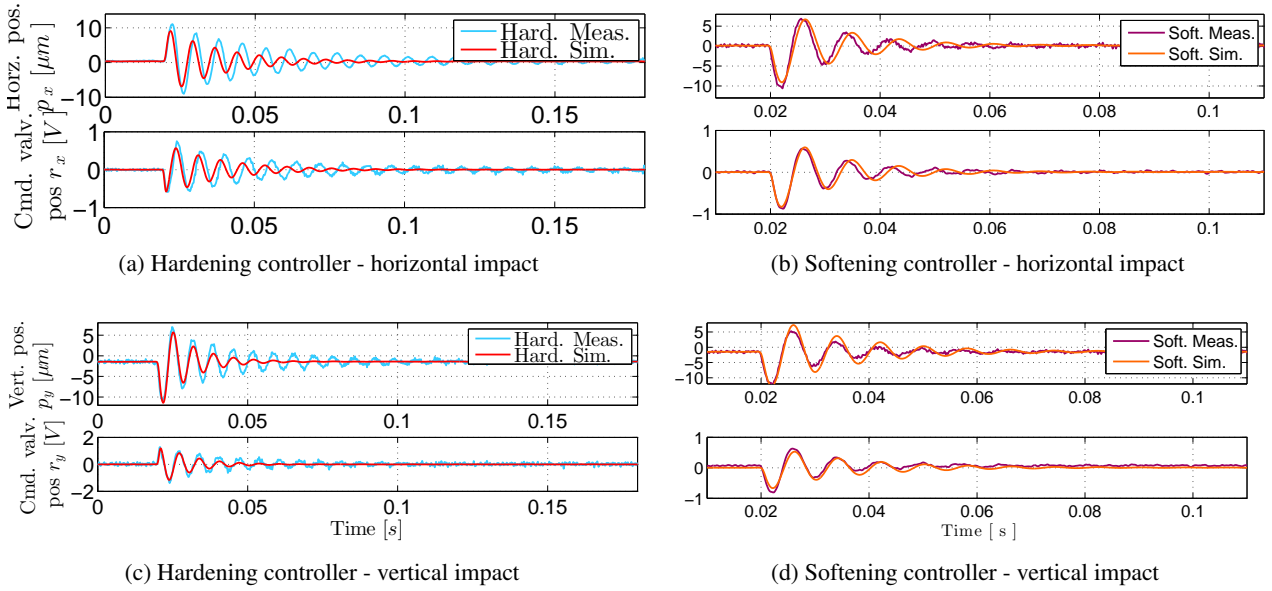 Horz. pos.
p_x [μm]
10
0
−10
0
0.05
0.1
0.15
Hard. Meas.
Hard. Sim.
Cmd. valv.
pos r_x [V]
1
0
−1
0
0.05
0.1
0.15
(a) Hardening controller - horizontal impact
5
0
−5
−10
0.02
0.04
0.06
0.08
0.1
Soft. Meas.
Soft. Sim.
1
0
−1
0.02
0.04
0.06
0.08
0.1
(b) Softening controller - horizontal impact
Vert. pos.
p_y [μm]
5
0
−5
−10
0
0.05
0.1
0.15
Hard. Meas.
Hard. Sim.
Cmd. valv.
pos r_y [V]
2
0
−2
0
0.05
0.1
0.15
Time [s]
(c) Hardening controller - vertical impact
5
0
−5
−10
0.02
0.04
0.06
0.08
0.1
Soft. Meas.
Soft. Sim.
1
0
−1
0.02
0.04
0.06
0.08
0.1
Time [ s ]
(d) Softening controller - vertical impact